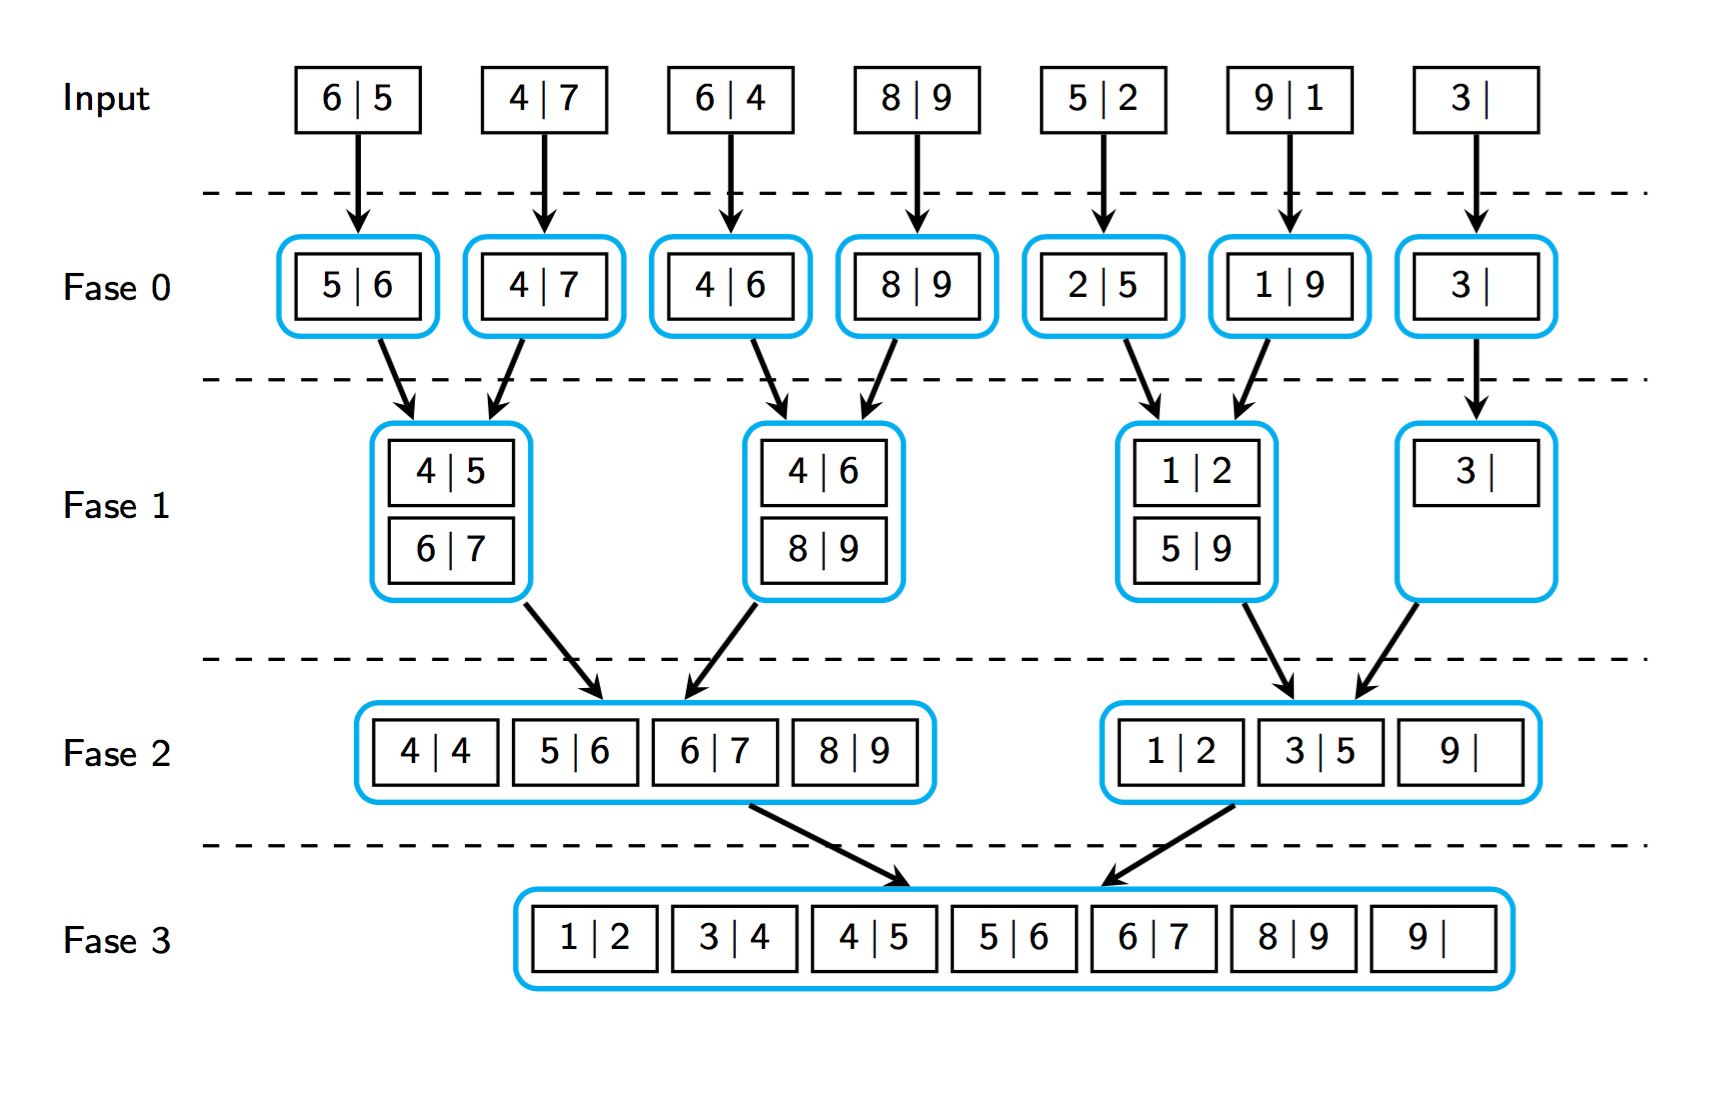 Input 6 | 5 4 | 7 6 | 4 8 | 9 5 | 2 9 | 1 3 |
Fase 0 5 | 6 4 | 7 4 | 6 8 | 9 2 | 5 1 | 9 3 |
4 | 5 4 | 6 1 | 2 3 |
Fase 1
6 | 7 8 | 9 5 | 9
Fase 2 4 | 4 5 | 6 6 | 7 8 | 9 1 | 2 3 | 5 9 |
Fase 3 1 | 2 3 | 4 4 | 5 5 | 6 6 | 7 8 | 9 9 |